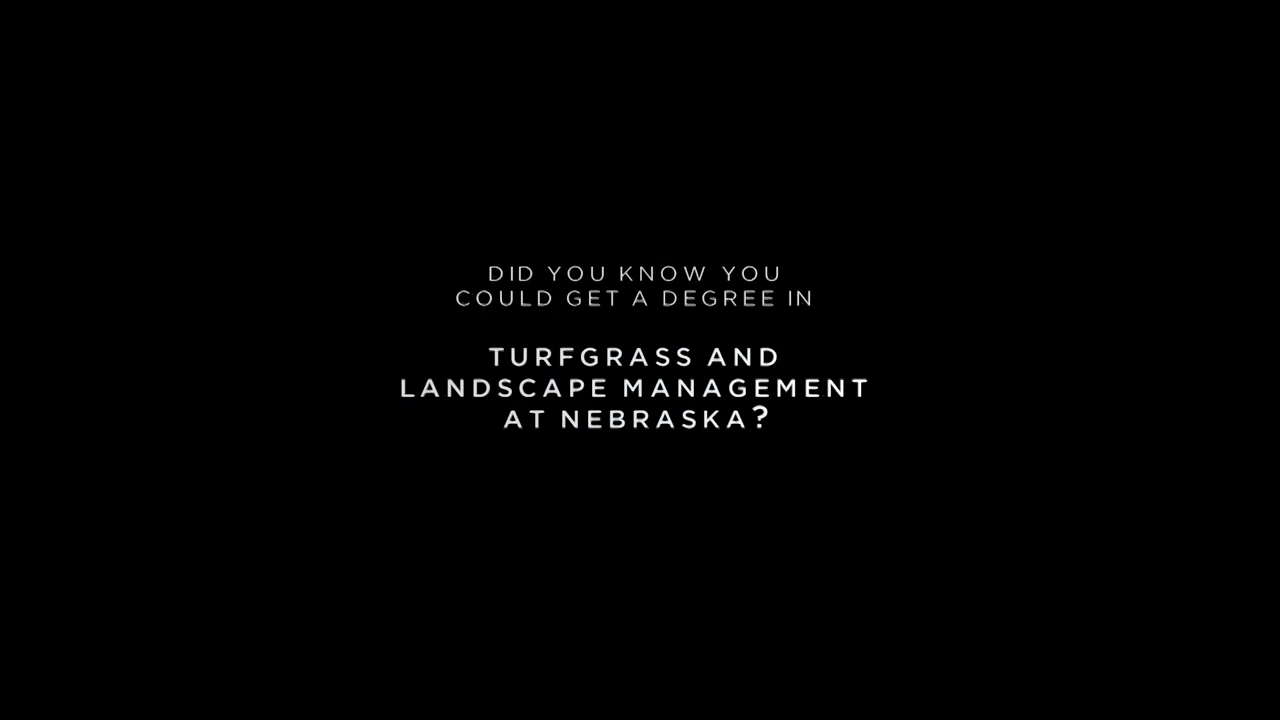 DID YOU KNOW YOU
COULD GET A DEGREE IN
TURFGRASS AND
LANDSCAPE MANAGEMENT
AT NEBRASKA?